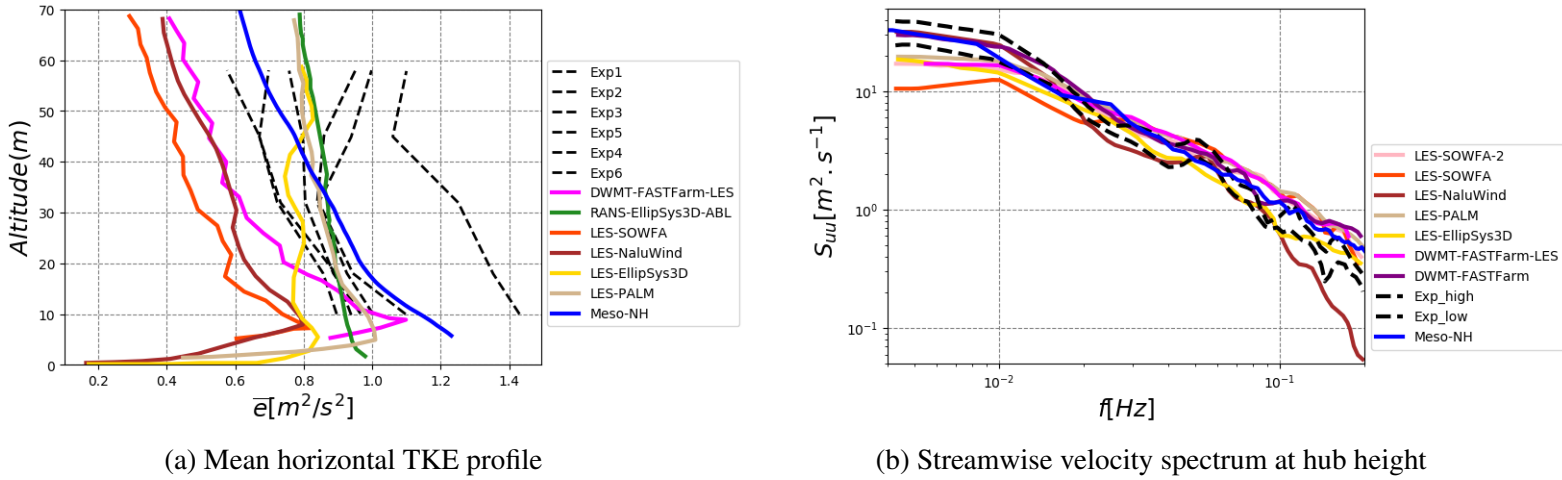 70
60
50
40
30
20
10
0
Altitude(m)
0.2 0.4 0.6 0.8 1.0 1.2 1.4
e̅[m²/s²]
Exp1
Exp2
Exp3
Exp5
Exp4
Exp6
DWMT-FASTFarm-LES
RANS-EllipSys3D-ABL
LES-SOWFA
LES-NaluWind
LES-EllipSys3D
LES-PALM
Meso-NH
(a) Mean horizontal TKE profile
10¹
10⁰
10⁻¹
S_uu[m².s⁻¹]
10⁻² 10⁻¹
f[Hz]
LES-SOWFA-2
LES-SOWFA
LES-NaluWind
LES-PALM
LES-EllipSys3D
DWMT-FASTFarm-LES
DWMT-FASTFarm
Exp_high
Exp_low
Meso-NH
(b) Streamwise velocity spectrum at hub height